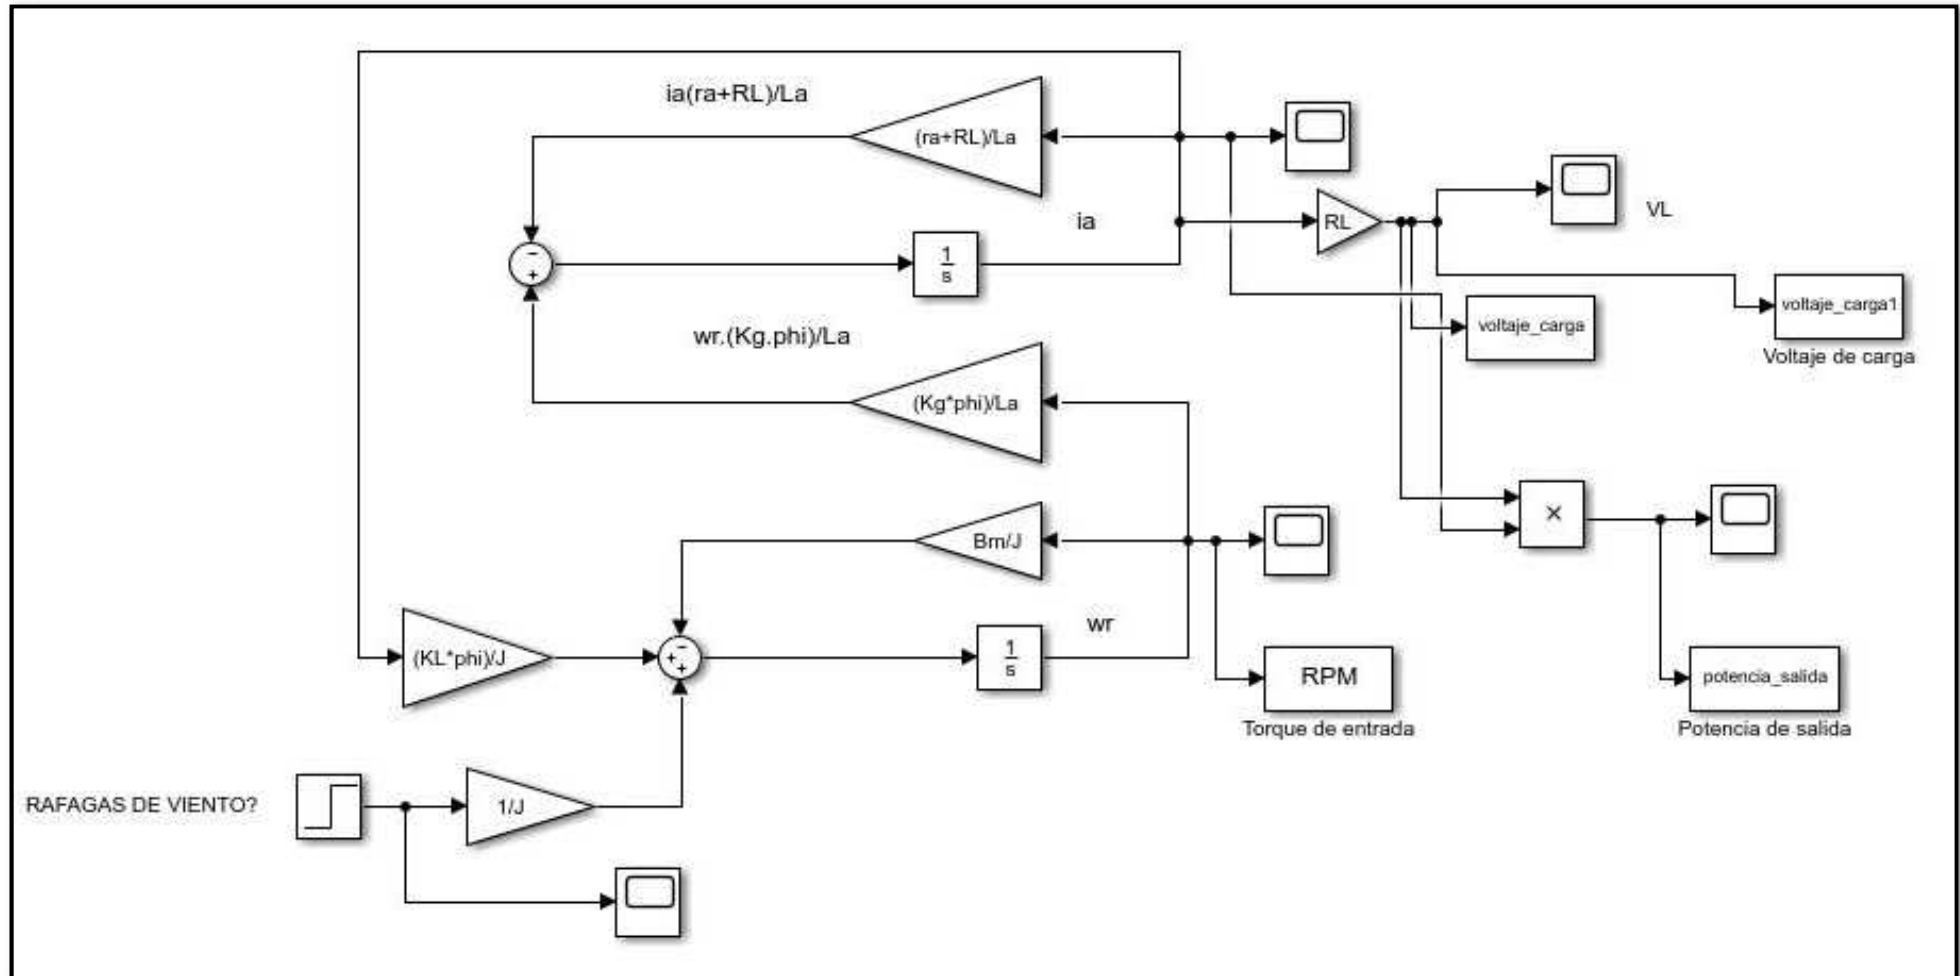 ia(ra+RL)/La
(ra+RL)/La
ia
RL
VL
1
s
voltaje_carga1
Voltaje de carga
voltaje_carga
wr.(Kg.phi)/La
(Kg*phi)/La
Bm/J
×
wr
(KL*phi)/J
1
s
RPM
Torque de entrada
potencia_salida
Potencia de salida
RAFAGAS DE VIENTO?
1/J